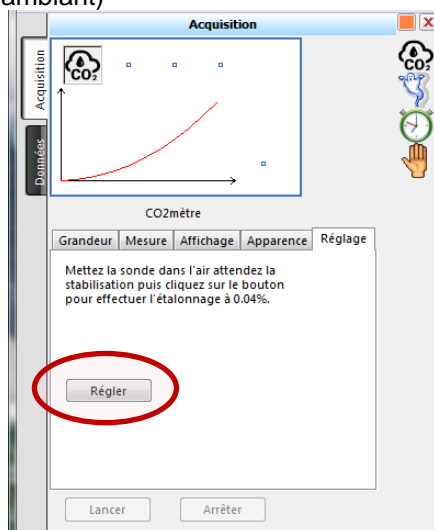 ambiant)
Acquisition
Acquisition
CO2
CO2
Données
CO2mètre
Grandeur Mesure Affichage Apparence Réglage
Mettez la sonde dans l'air attendez la
stabilisation puis cliquez sur le bouton
pour effectuer l'étalonnage à 0.04%.
Régler
Lancer Arrêter